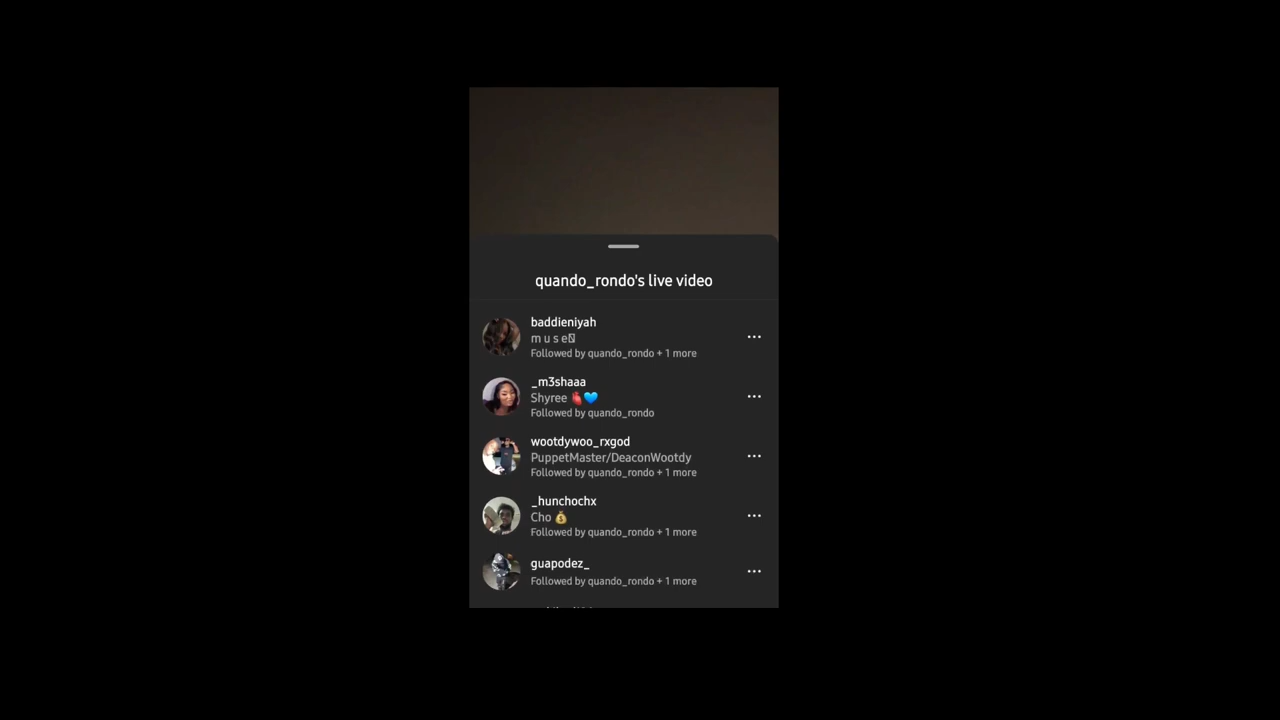 quando_rondo's live video
baddieniyah
m u s e
Followed by quando_rondo + 1 more
_m3shaaa
Shyree 🫀💙
Followed by quando_rondo
wootdywoo_rxgod
PuppetMaster/DeaconWootdy
Followed by quando_rondo + 1 more
_hunchochx
Cho 💰
Followed by quando_rondo + 1 more
guapodez_
Followed by quando_rondo + 1 more